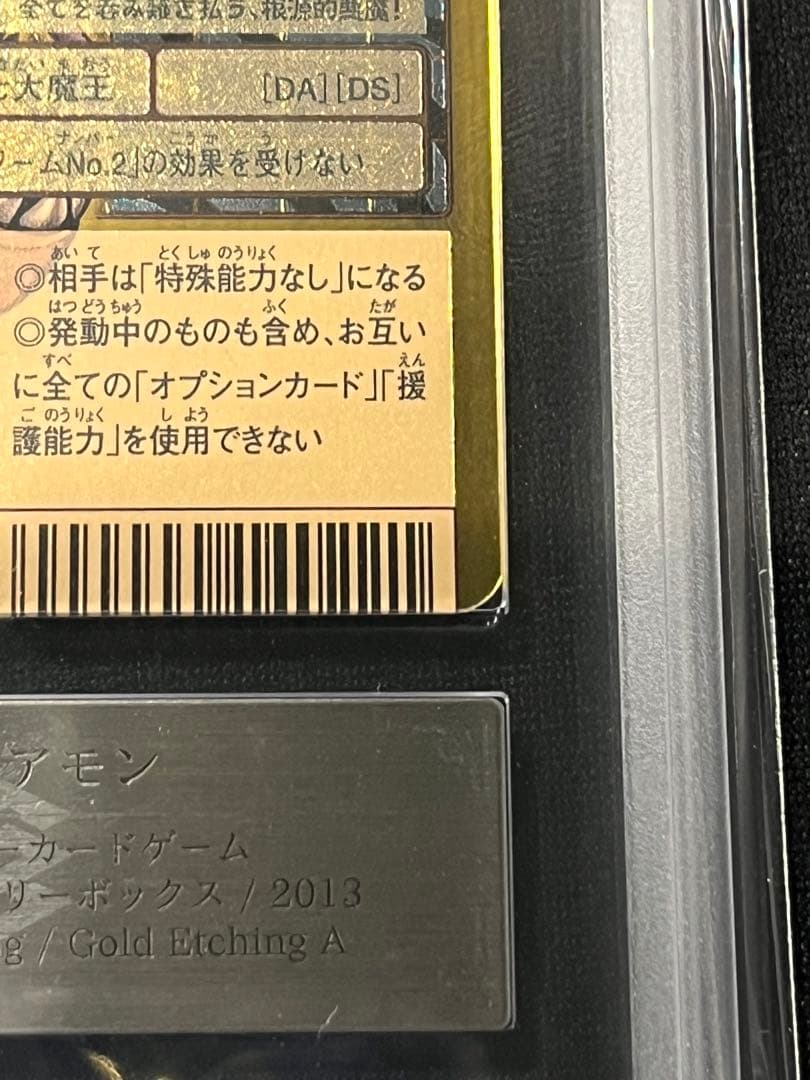 全てを呑み薙ぎ払う、根源的悪魔!
大魔王
[DA][DS]
ームNo.2」の効果を受けない
◎相手は「特殊能力なし」になる
◎発動中のものも含め、お互い
に全ての「オプションカード」「援
護能力」を使用できない
アモン
ーカードゲーム
リーボックス / 2013
g / Gold Etching A